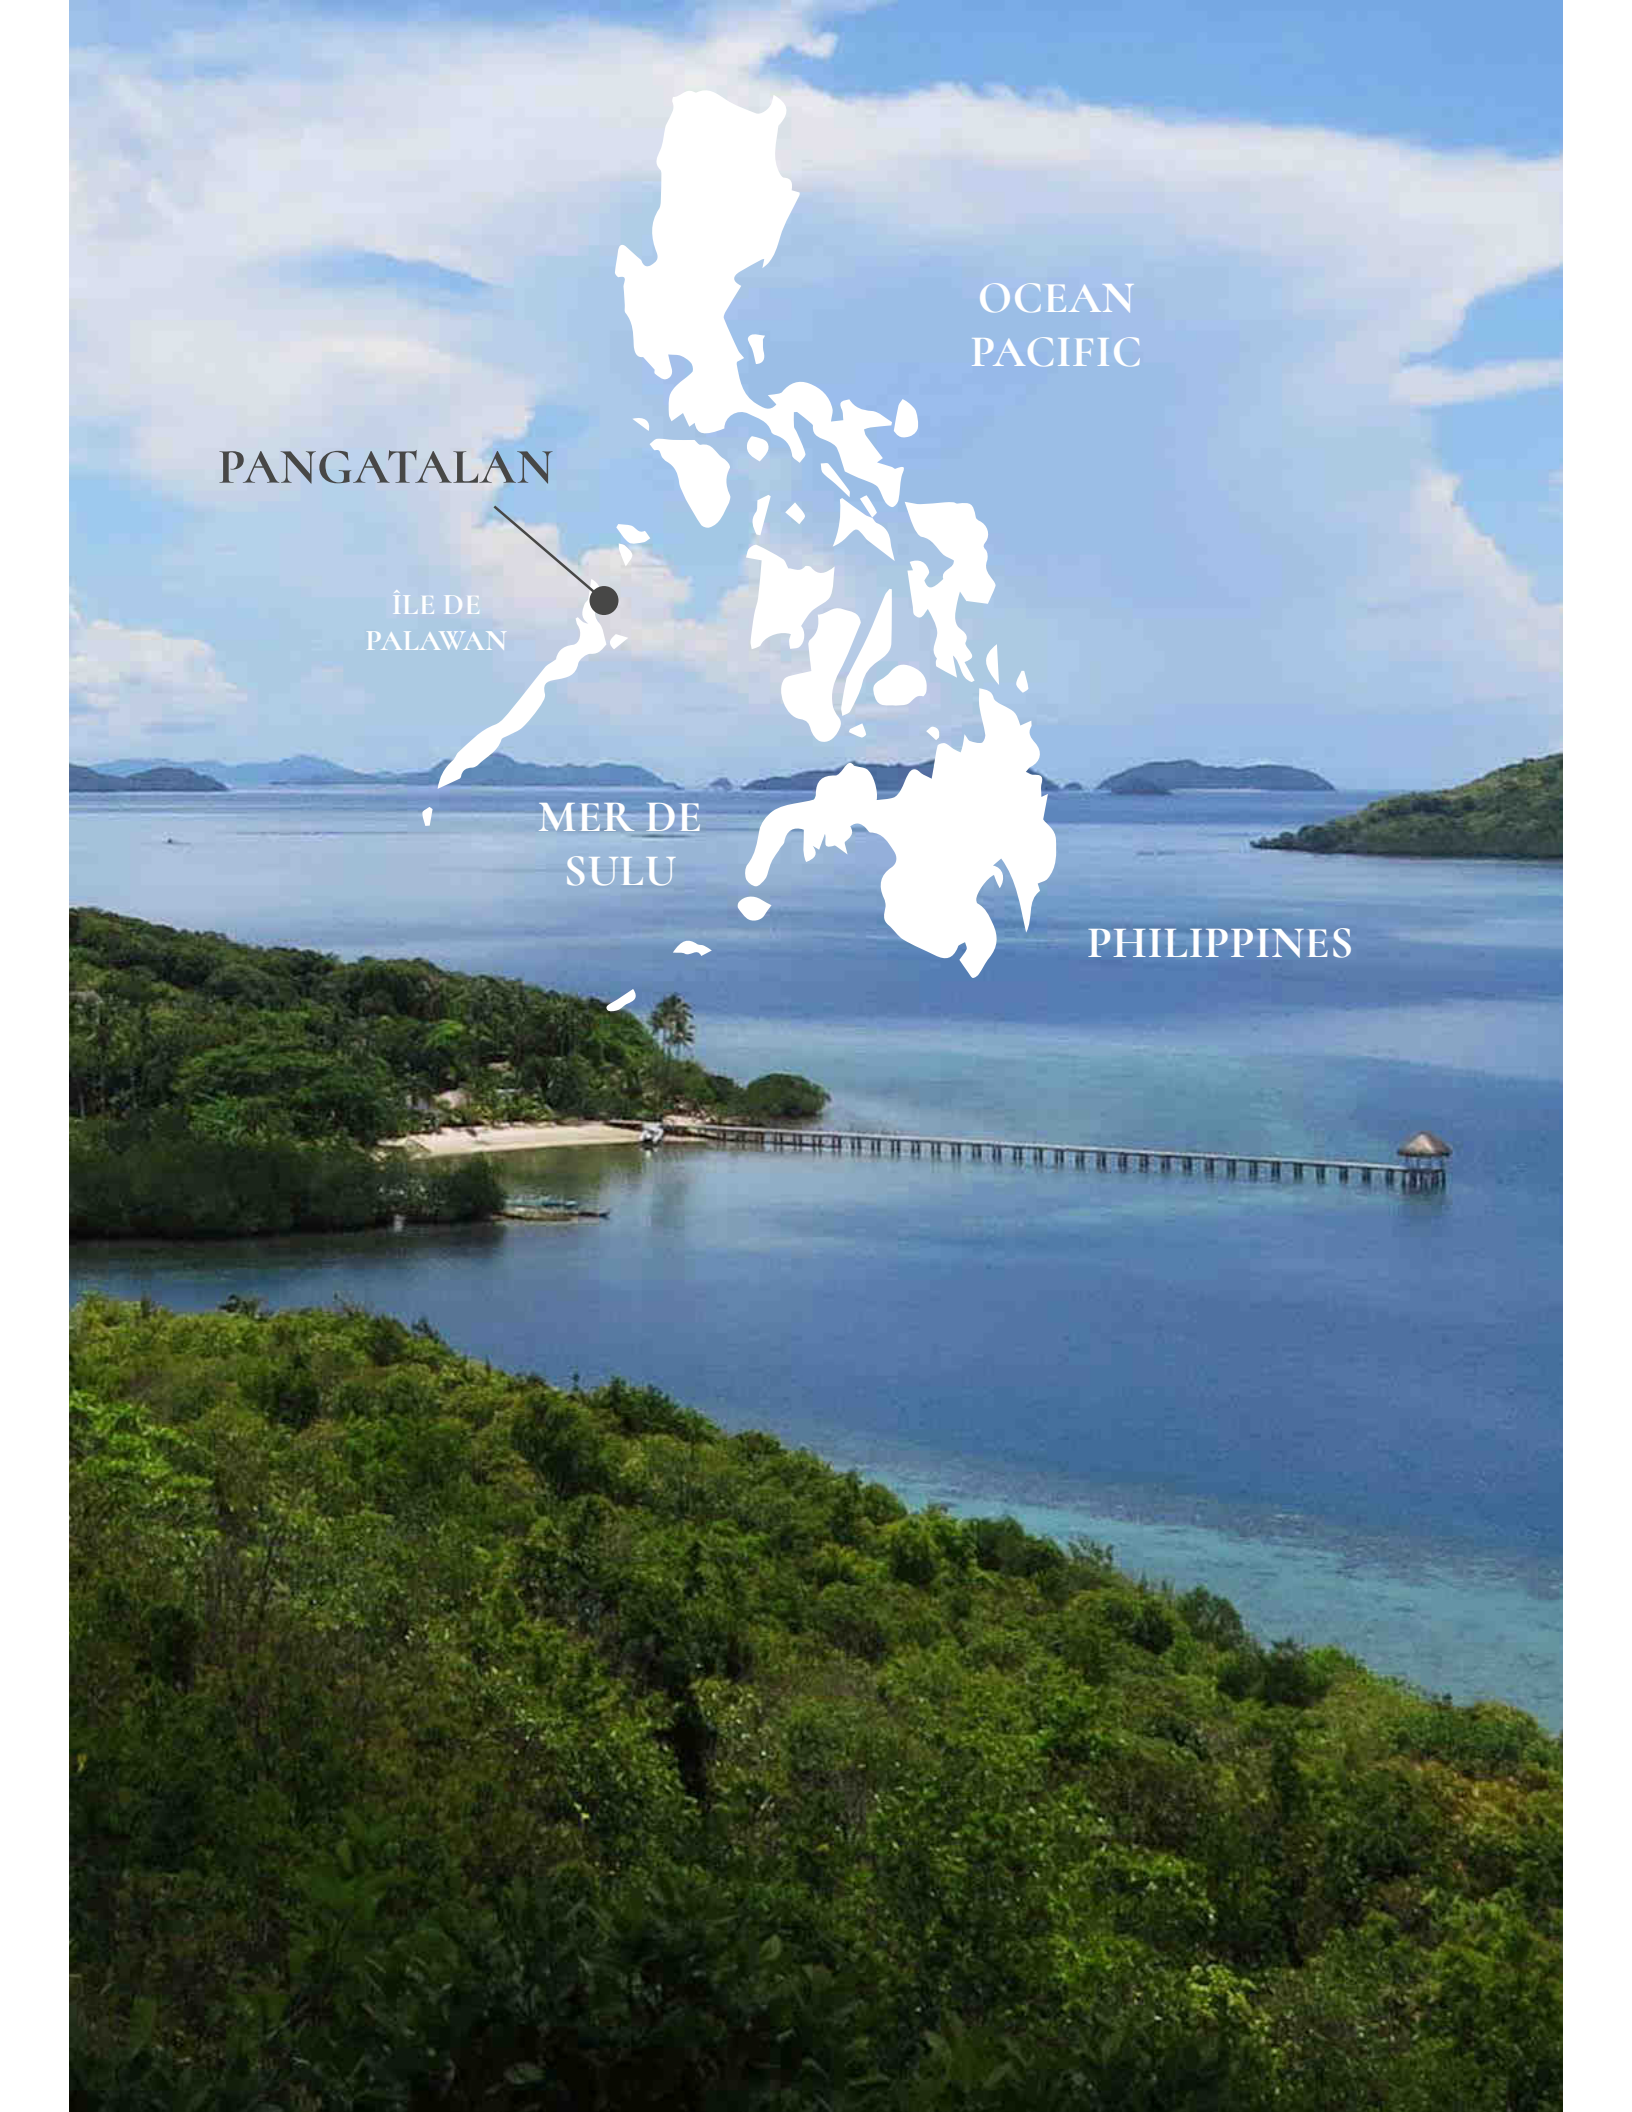 OCEAN
PACIFIC
PANGATALAN
ÎLE DE
PALAWAN
MER DE
SULU
PHILIPPINES